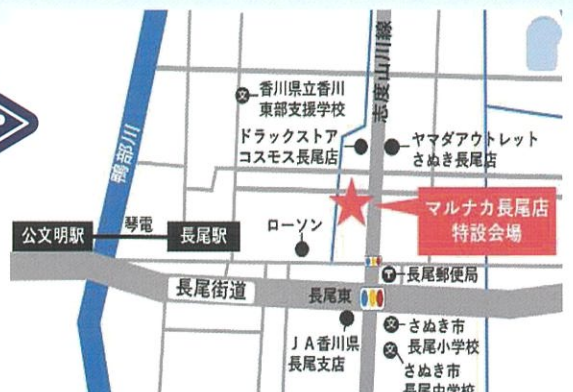 志度山川線
香川県立香川
東部支援学校
ドラックストア
コスモス長尾店
ヤマダアウトレット
さぬき長尾店
鴨部川
マルナカ長尾店
特設会場
公文明駅
琴電
長尾駅
ローソン
長尾郵便局
長尾街道
長尾東
JA香川県
長尾支店
さぬき市
長尾小学校
さぬき市
長尾中学校